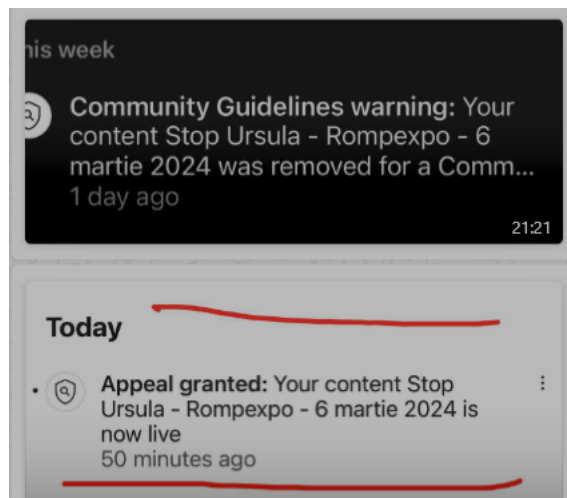 his week
Community Guidelines warning: Your
content Stop Ursula - Rompexpo - 6
martie 2024 was removed for a Comm...
1 day ago
21:21
Today
Appeal granted: Your content Stop
Ursula - Rompexpo - 6 martie 2024 is
now live
50 minutes ago